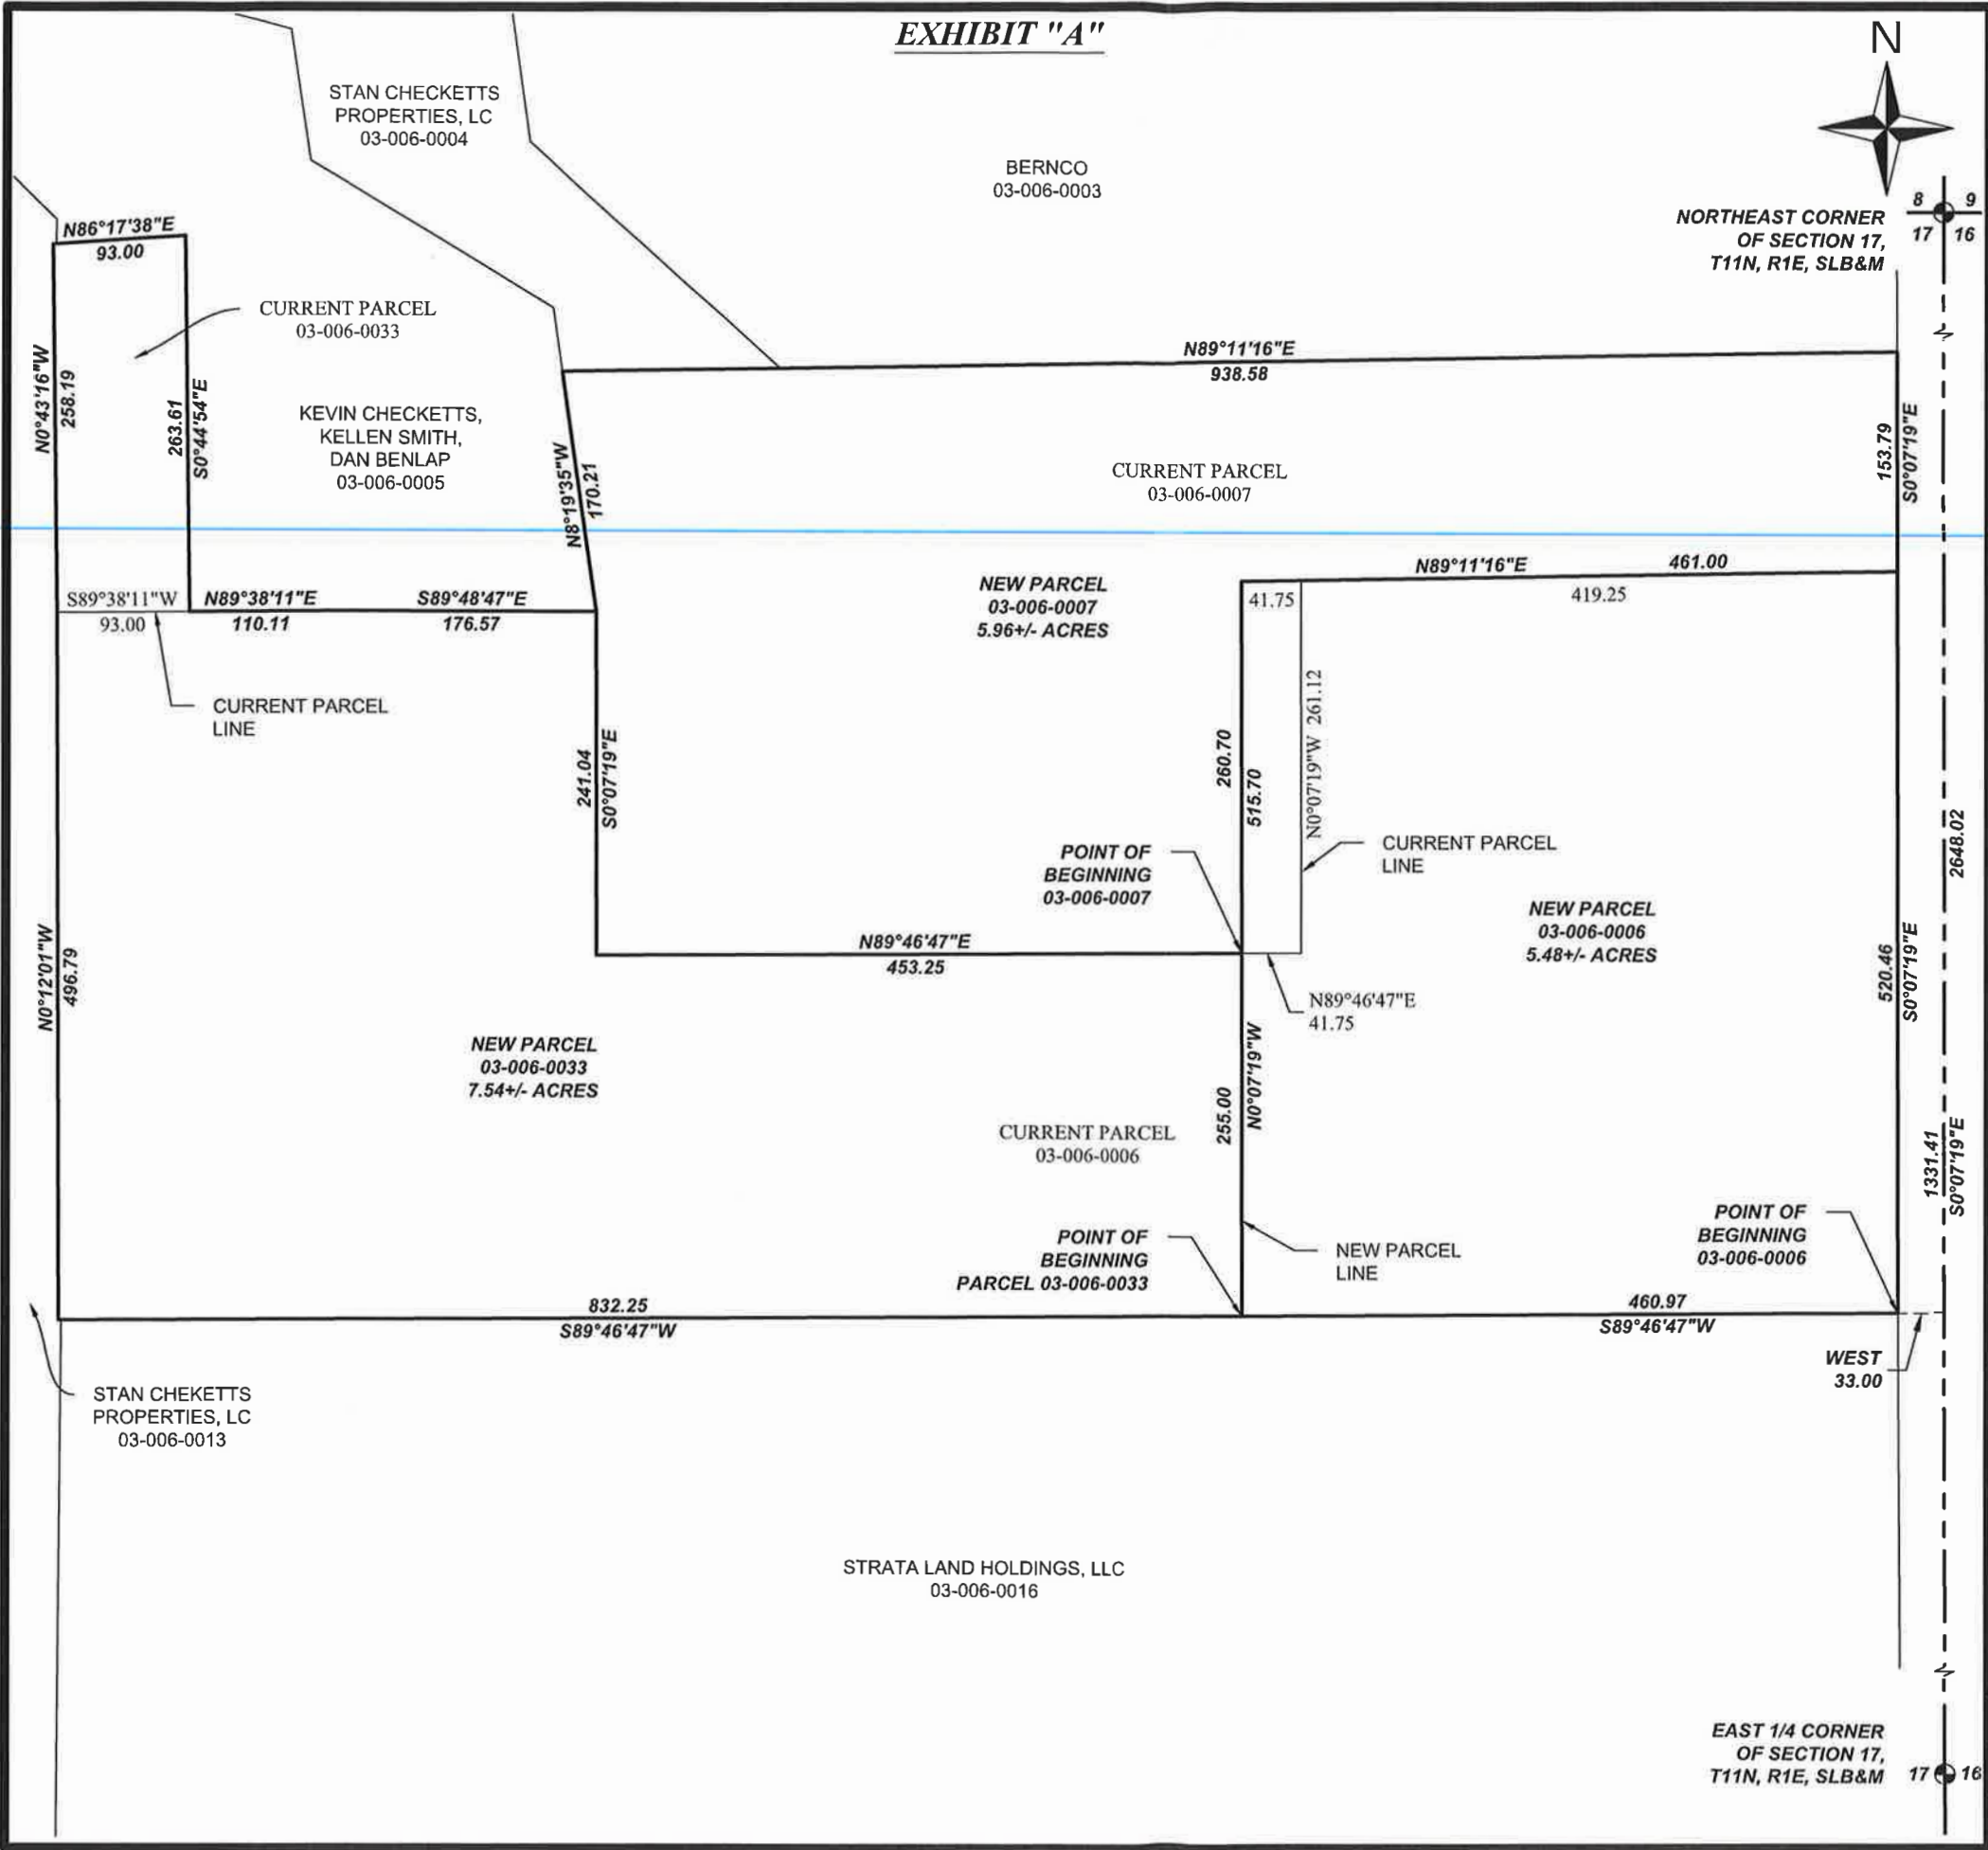 EXHIBIT "A"
N
STAN CHECKETTS
PROPERTIES, LC
03-006-0004
BERNCO
03-006-0003
8 9
17 16
NORTHEAST CORNER
OF SECTION 17,
T11N, R1E, SLB&M
N86°17'38"E
93.00
CURRENT PARCEL
03-006-0033
N0°43'16"W
258.19
263.61
S0°44'54"E
KEVIN CHECKETTS,
KELLEN SMITH,
DAN BENLAP
03-006-0005
N8°19'35"W
170.21
N89°11'16"E
938.58
CURRENT PARCEL
03-006-0007
153.79
S0°07'19"E
S89°38'11"W
93.00
N89°38'11"E
110.11
S89°48'47"E
176.57
CURRENT PARCEL
LINE
NEW PARCEL
03-006-0007
5.96+/- ACRES
N89°11'16"E 461.00
41.75
419.25
241.04
S0°07'19"E
260.70
515.70
N0°07'19"W 261.12
CURRENT PARCEL
LINE
POINT OF
BEGINNING
03-006-0007
NEW PARCEL
03-006-0006
5.48+/- ACRES
2648.02
N89°46'47"E
453.25
N89°46'47"E
41.75
N0°12'01"W
496.79
520.46
S0°07'19"E
NEW PARCEL
03-006-0033
7.54+/- ACRES
255.00
N0°07'19"W
CURRENT PARCEL
03-006-0006
1331.41
S0°07'19"E
POINT OF
BEGINNING
PARCEL 03-006-0033
NEW PARCEL
LINE
POINT OF
BEGINNING
03-006-0006
832.25
S89°46'47"W
460.97
S89°46'47"W
WEST
33.00
STAN CHEKETTS
PROPERTIES, LC
03-006-0013
STRATA LAND HOLDINGS, LLC
03-006-0016
EAST 1/4 CORNER
OF SECTION 17,
T11N, R1E, SLB&M
17 16